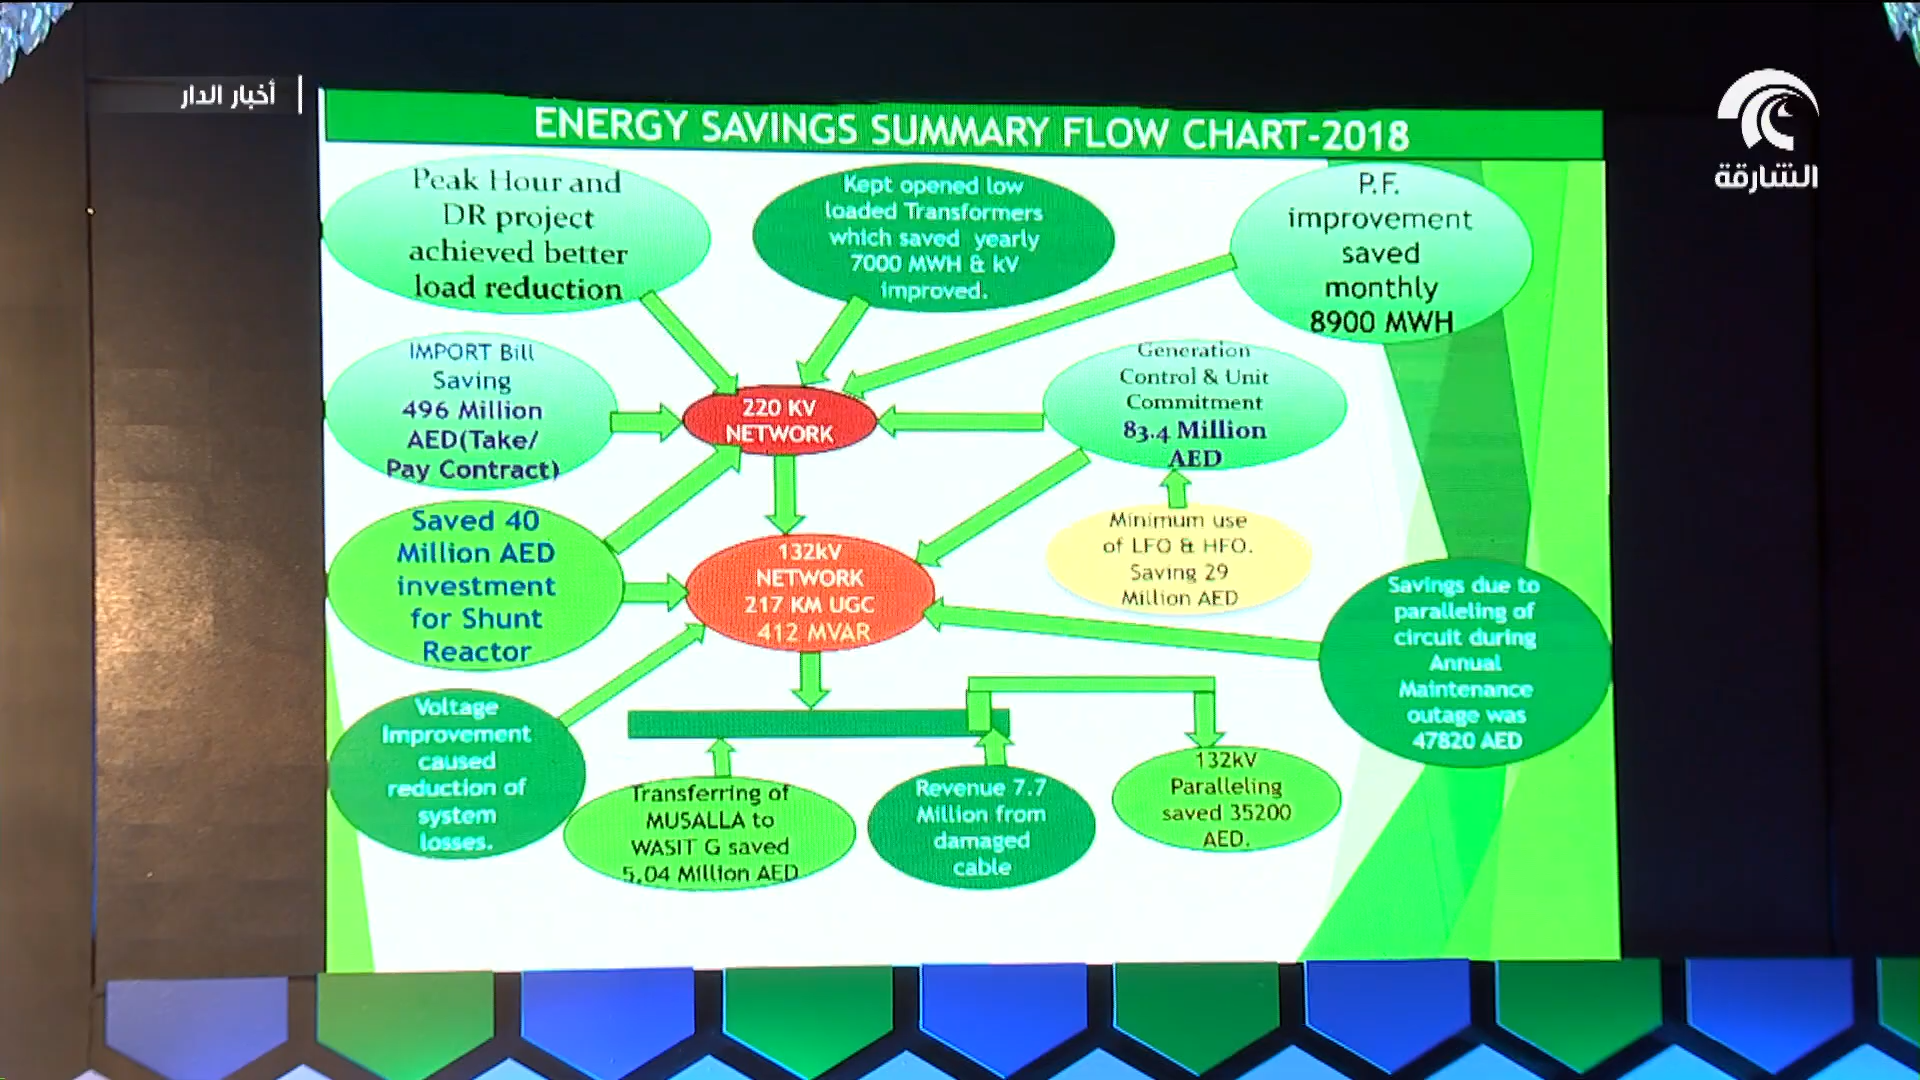 أخبار الدار
الشارقة
ENERGY SAVINGS SUMMARY FLOW CHART-2018
Peak Hour and
DR project
achieved better
load reduction
Kept opened low
loaded Transformers
which saved yearly
7000 MWH & kV
improved.
P.F.
improvement
saved
monthly
8900 MWH
IMPORT Bill
Saving
496 Million
AED(Take/
Pay Contract)
220 KV
NETWORK
Generation
Control & Unit
Commitment
83.4 Million
AED
Saved 40
Million AED
investment
for Shunt
Reactor
132kV
NETWORK
217 KM UGC
412 MVAR
Minimum use
of LFO & HFO.
Saving 29
Million AED
Savings due to
paralleling of
circuit during
Annual
Maintenance
outage was
47820 AED
Voltage
Improvement
caused
reduction of
system
losses.
Transferring of
MUSALLA to
WASIT G saved
5.04 Million AED
Revenue 7.7
Million from
damaged
cable
132kV
Paralleling
saved 35200
AED.